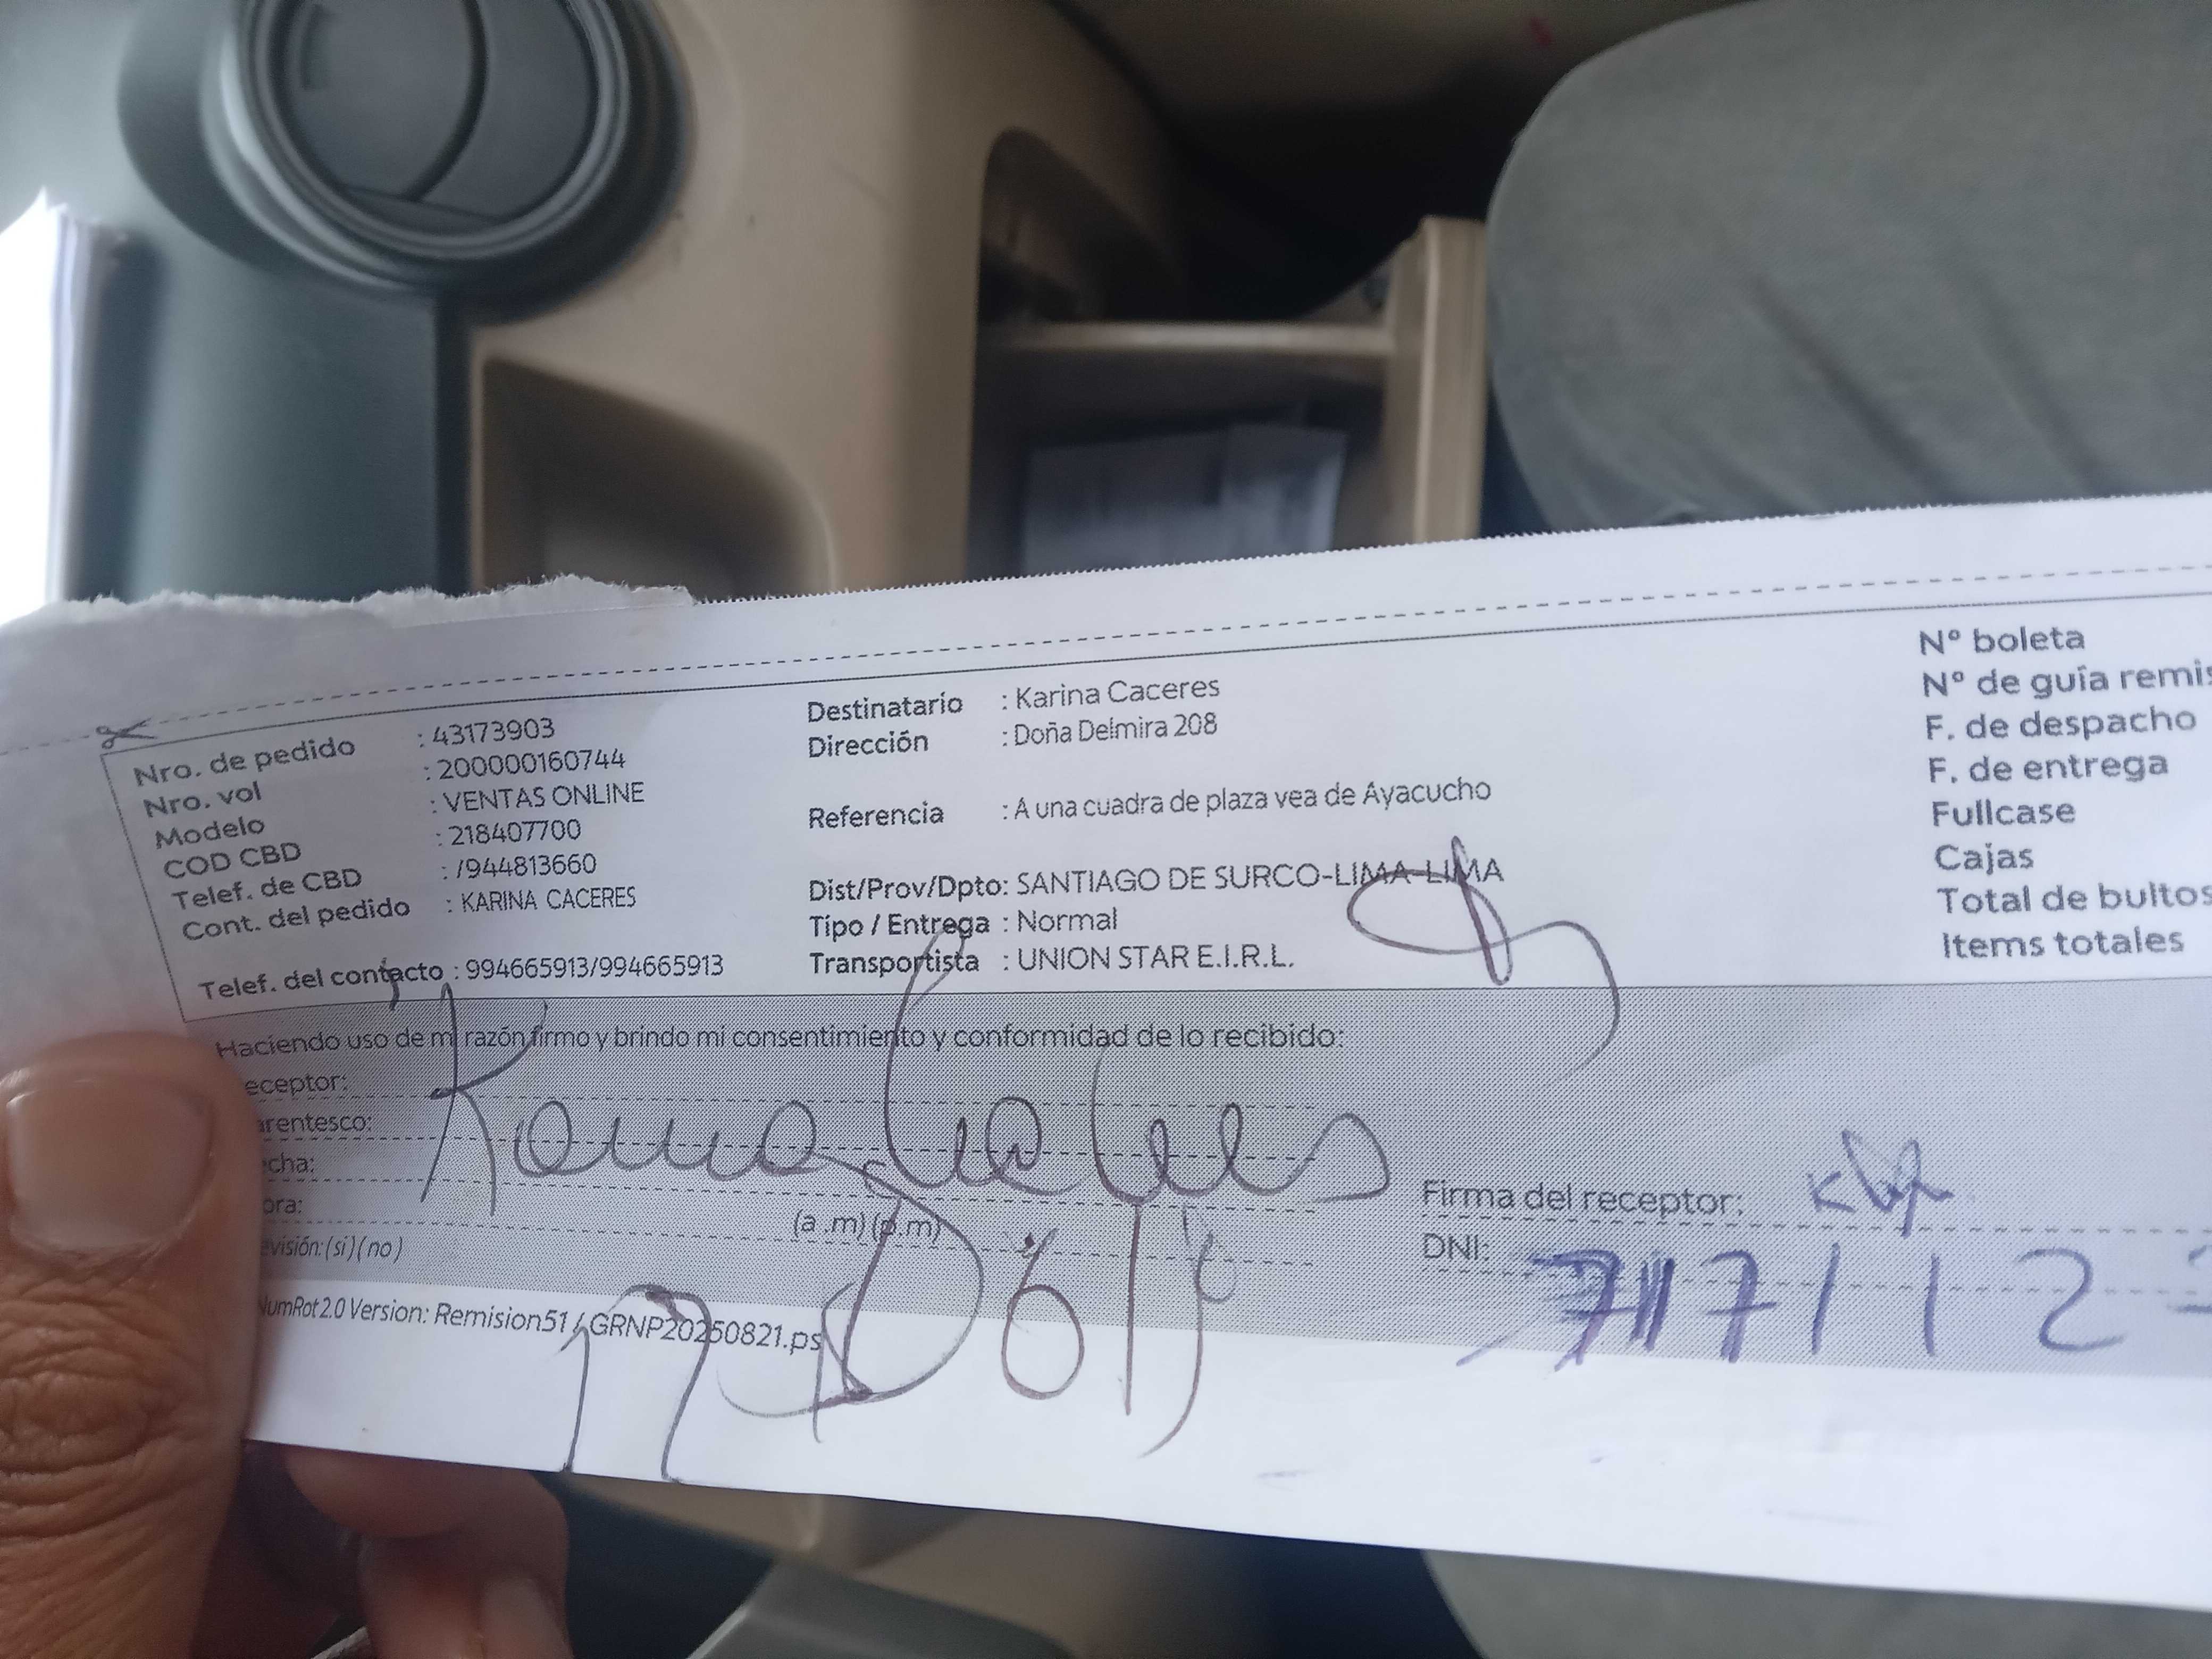 Nro. de pedido : 43173903
Nro. vol : 200000160744
Modelo : VENTAS ONLINE
COD CBD : 218407700
Telef. de CBD : /944813660
Cont. del pedido : KARINA CACERES
Telef. del contacto : 994665913/994665913
Destinatario : Karina Caceres
Dirección : Doña Delmira 208
Referencia : A una cuadra de plaza vea de Ayacucho
Dist/Prov/Dpto: SANTIAGO DE SURCO-LIMA-LIMA
Tipo / Entrega : Normal
Transportista : UNION STAR E.I.R.L.
Nº boleta
Nº de guia remis
F. de despacho
F. de entrega
Fullcase
Cajas
Total de bultos
Items totales
Haciendo uso de mi razón firmo y brindo mi consentimiento y conformidad de lo recibido:
eceptor:
arentesco:
echa:
ora:
(a .m) (p.m)
evisión: (si) (no)
Firma del receptor:
DNI:
NumRot2.0 Version: Remision51 / GRNP20250821.ps